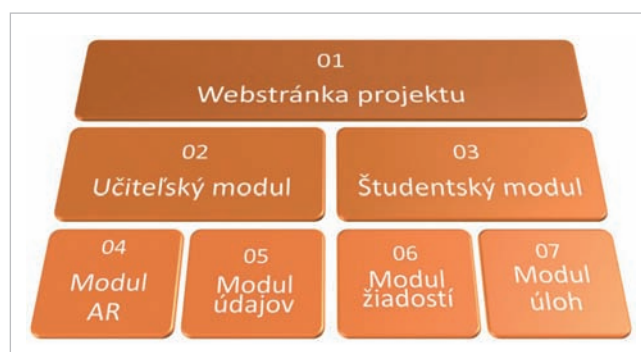 01
Webstránka projektu
02
Učiteľský modul
03
Študentský modul
04
Modul
AR
05
Modul
údajov
06
Modul
žiadostí
07
Modul
úloh